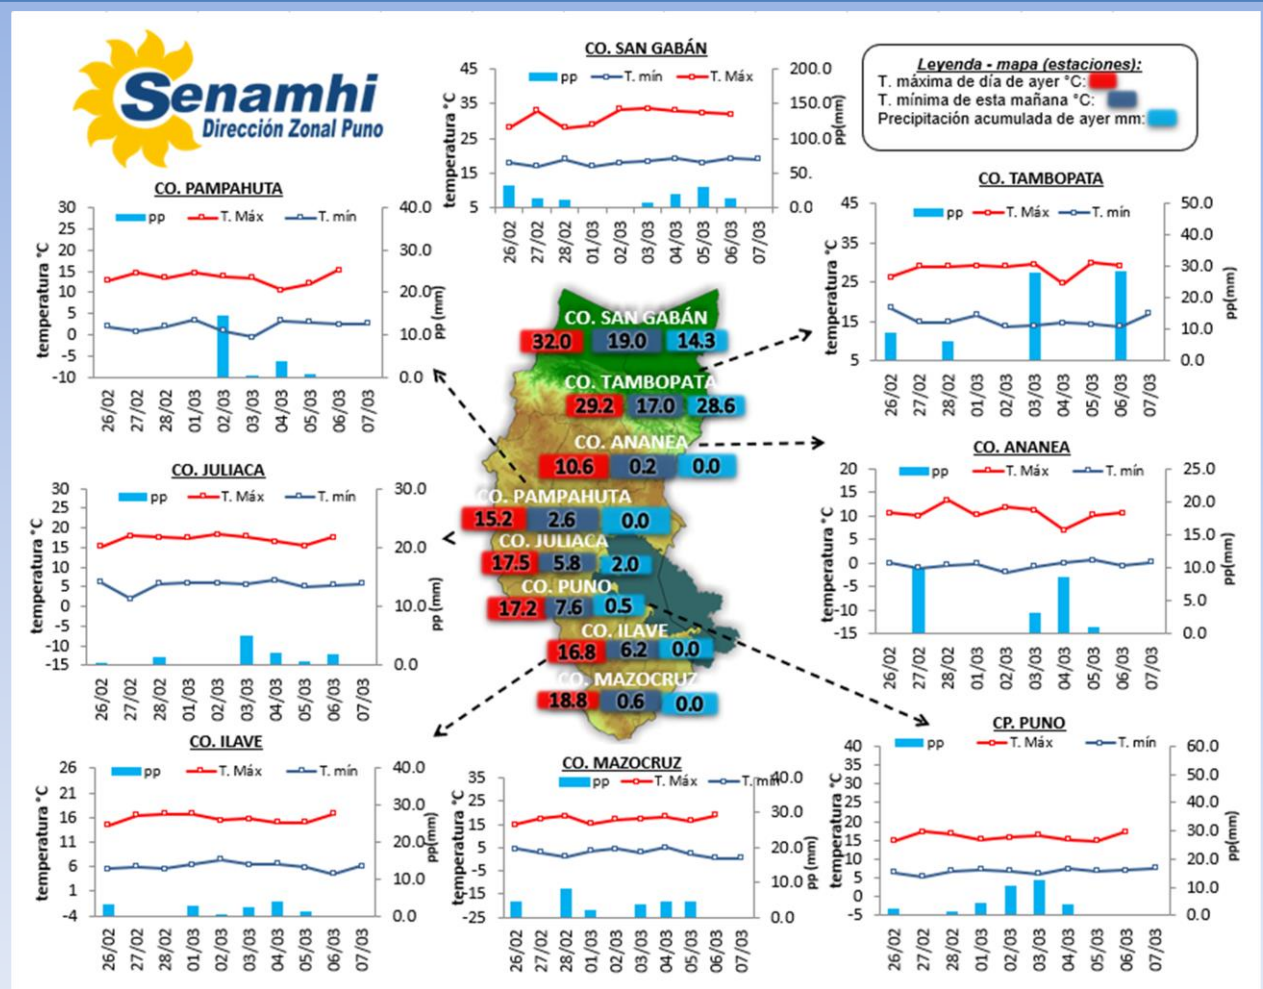 Senamhi
Dirección Zonal Puno
CO. SAN GABÁN
pp T. mín T. Máx
temperatura °C
45
35
25
15
5
200.0
150.0
100.0
50.
0.0
pp(mm)
26/02 27/02 28/02 01/03 02/03 03/03 04/03 05/03 06/03 07/03
Leyenda - mapa (estaciones):
T. máxima de día de ayer °C:
T. mínima de esta mañana °C:
Precipitación acumulada de ayer mm:
CO. PAMPAHUTA
pp T. Máx T. mín
temperatura °C
30
25
20
15
10
5
0
-5
-10
40.0
30.0
20.0
10.0
0.0
pp (mm)
26/02 27/02 28/02 01/03 02/03 03/03 04/03 05/03 06/03 07/03
CO. TAMBOPATA
pp T. Máx T. mín
temperatura °C
45
35
25
15
5
50.0
40.0
30.0
20.0
10.0
0.0
pp(mm)
26/02 27/02 28/02 01/03 02/03 03/03 04/03 05/03 06/03 07/03
CO. SAN GABÁN
32.0 19.0 14.3
CO. TAMBOPATA
29.2 17.0 28.6
CO. ANANEA
10.6 0.2 0.0
CO. PAMPAHUTA
15.2 2.6 0.0
CO. JULIACA
17.5 5.8 2.0
CO. PUNO
17.2 7.6 0.5
CO. ILAVE
16.8 6.2 0.0
CO. MAZOCRUZ
18.8 0.6 0.0
CO. JULIACA
pp T. Máx T. mín
temperatura °C
30
25
20
15
10
5
0
-5
-10
-15
30.0
20.0
10.0
0.0
pp (mm)
26/02 27/02 28/02 01/03 02/03 03/03 04/03 05/03 06/03 07/03
CO. ANANEA
pp T. Máx T. mín
temperatura °C
20
15
10
5
0
-5
-10
-15
25.0
20.0
15.0
10.0
5.0
0.0
pp(mm)
26/02 27/02 28/02 01/03 02/03 03/03 04/03 05/03 06/03 07/03
CO. ILAVE
pp T. Máx T. mín
temperatura °C
26
21
16
11
6
1
-4
40.0
30.0
20.0
10.0
0.0
pp(mm)
26/02 27/02 28/02 01/03 02/03 03/03 04/03 05/03 06/03 07/03
CO. MAZOCRUZ
pp T. Máx T. mín
temperatura °C
35
25
15
5
-5
-15
-25
40.0
30.0
20.0
10.0
0.0
pp (mm)
26/02 27/02 28/02 01/03 02/03 03/03 04/03 05/03 06/03 07/03
CP. PUNO
pp T. Máx T. mín
temperatura °C
40
35
30
25
20
15
10
5
0
-5
60.0
50.0
40.0
30.0
20.0
10.0
0.0
pp(mm)
26/02 27/02 28/02 01/03 02/03 03/03 04/03 05/03 06/03 07/03